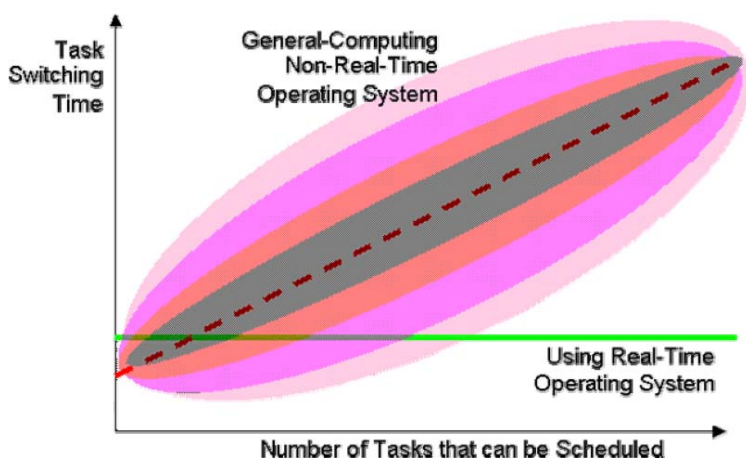 Task
Switching
Time
General-Computing
Non-Real-Time
Operating System
Using Real-Time
Operating System
Number of Tasks that can be Scheduled